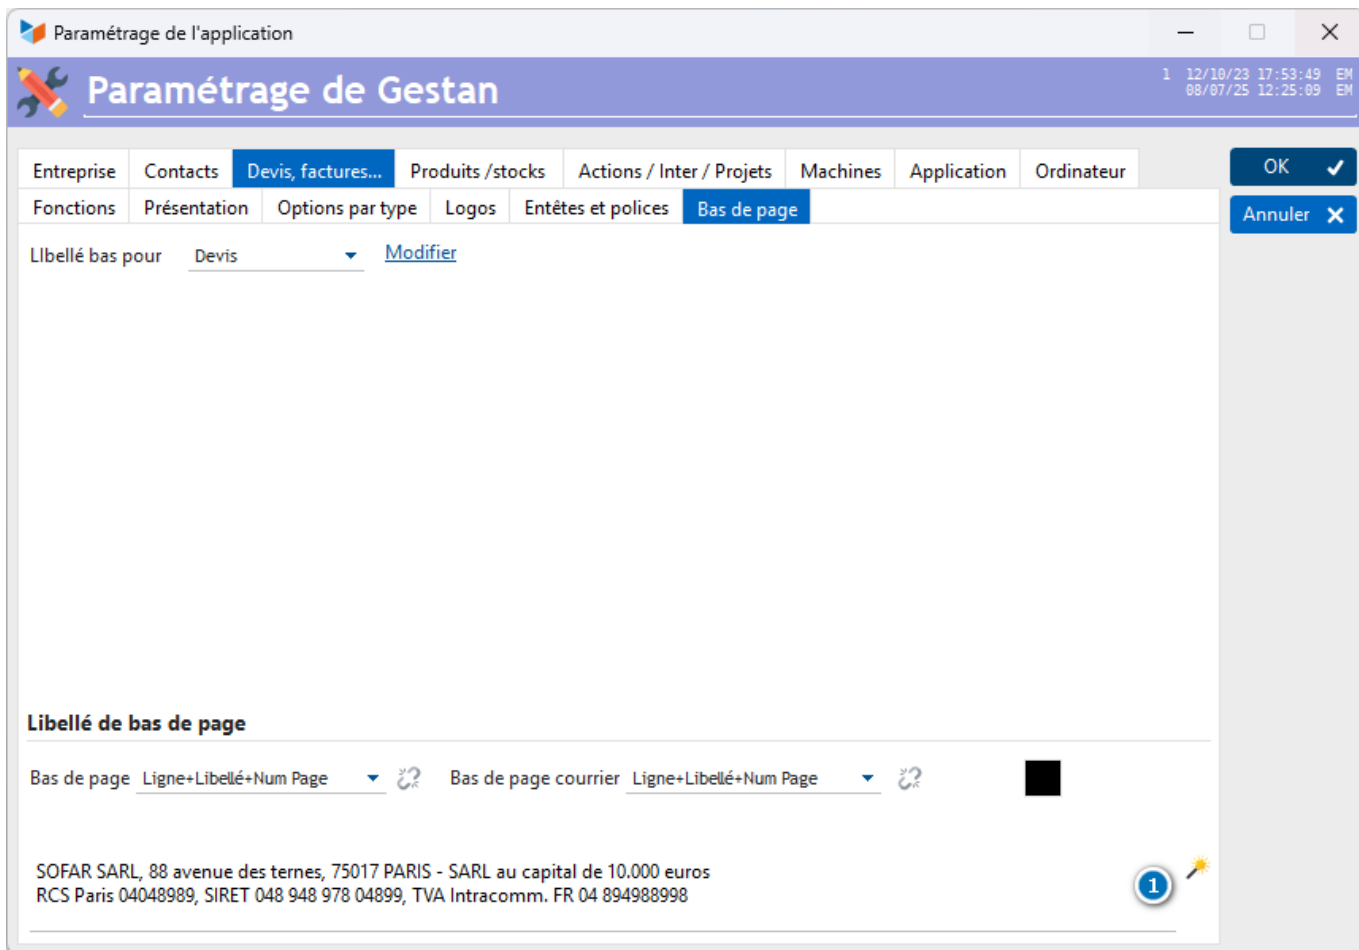 Paramétrage de l'application
Paramétrage de Gestan
1 12/10/23 17:53:49 EM
08/07/25 12:25:09 EM
Entreprise Contacts Devis, factures... Produits /stocks Actions / Inter / Projets Machines Application Ordinateur
OK
Fonctions Présentation Options par type Logos Entêtes et polices Bas de page
Annuler
LIbellé bas pour Devis Modifier
Libellé de bas de page
Bas de page Ligne+Libellé+Num Page Bas de page courrier Ligne+Libellé+Num Page
SOFAR SARL, 88 avenue des ternes, 75017 PARIS - SARL au capital de 10.000 euros
RCS Paris 04048989, SIRET 048 948 978 04899, TVA Intracomm. FR 04 894988998
1